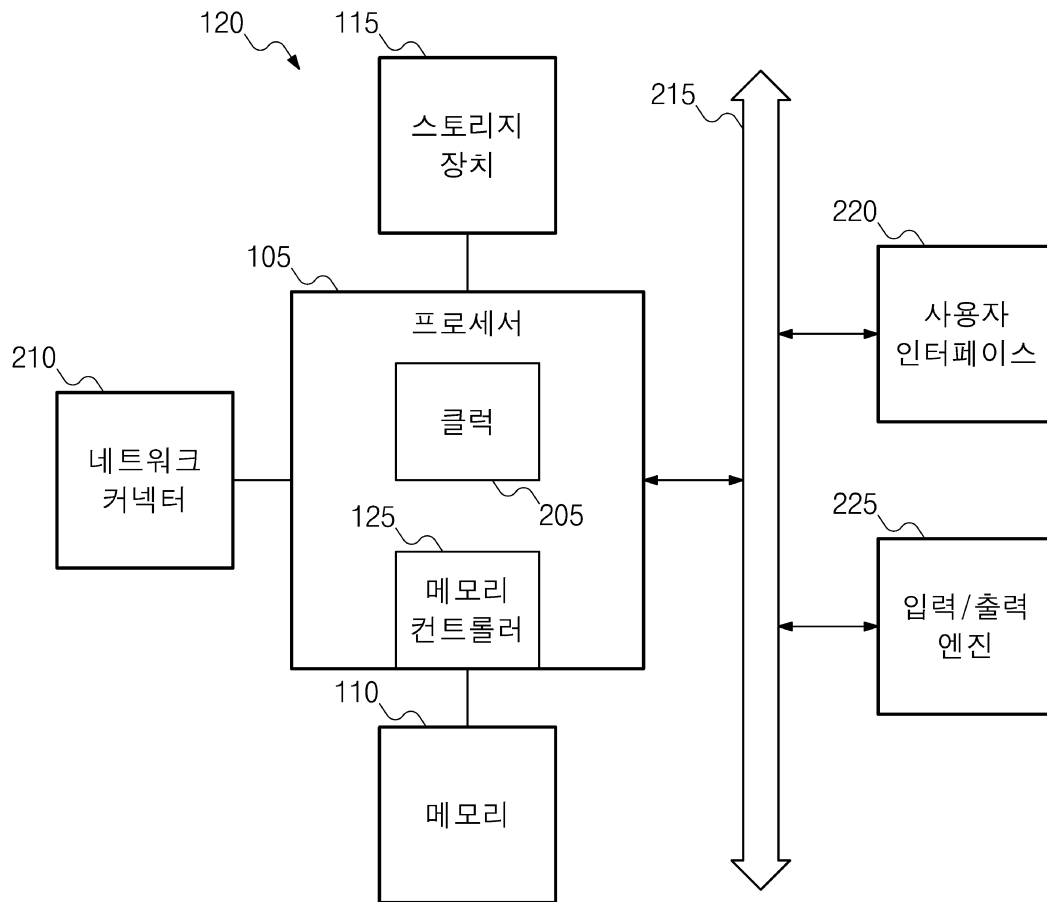 120
115
스토리지
장치
215
220
사용자
인터페이스
105
프로세서
210
네트워크
커넥터
클럭
205
125
메모리
컨트롤러
225
입력/출력
엔진
110
메모리